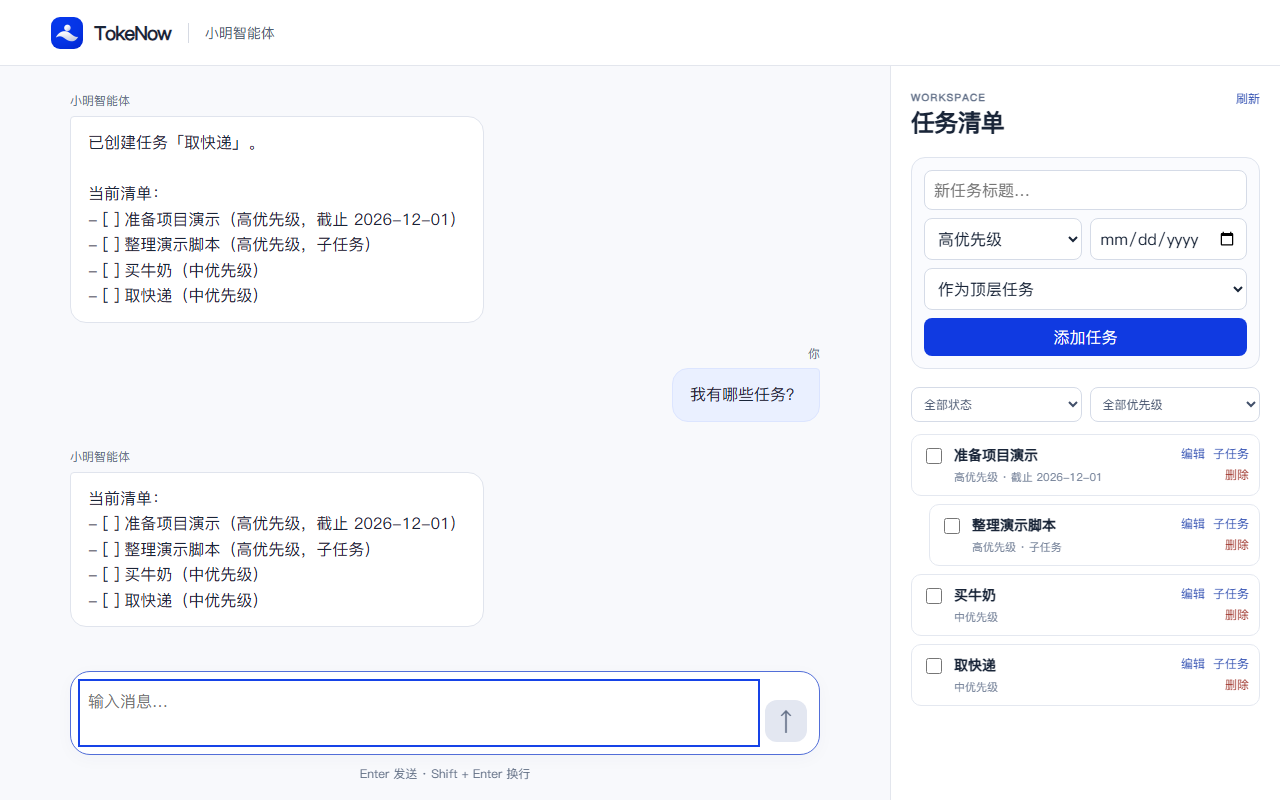 TokeNow
小明智能体
小明智能体
已创建任务「取快递」。
当前清单：
- [ ] 准备项目演示（高优先级，截止 2026-12-01）
- [ ] 整理演示脚本（高优先级，子任务）
- [ ] 买牛奶（中优先级）
- [ ] 取快递（中优先级）
你
我有哪些任务？
小明智能体
当前清单：
- [ ] 准备项目演示（高优先级，截止 2026-12-01）
- [ ] 整理演示脚本（高优先级，子任务）
- [ ] 买牛奶（中优先级）
- [ ] 取快递（中优先级）
输入消息...
↑
Enter 发送 · Shift + Enter 换行
WORKSPACE
刷新
任务清单
新任务标题...
高优先级
mm/dd/yyyy
作为顶层任务
添加任务
全部状态
全部优先级
准备项目演示
编辑 子任务
高优先级 · 截止 2026-12-01
删除
整理演示脚本
编辑 子任务
高优先级 · 子任务
删除
买牛奶
编辑 子任务
中优先级
删除
取快递
编辑 子任务
中优先级
删除